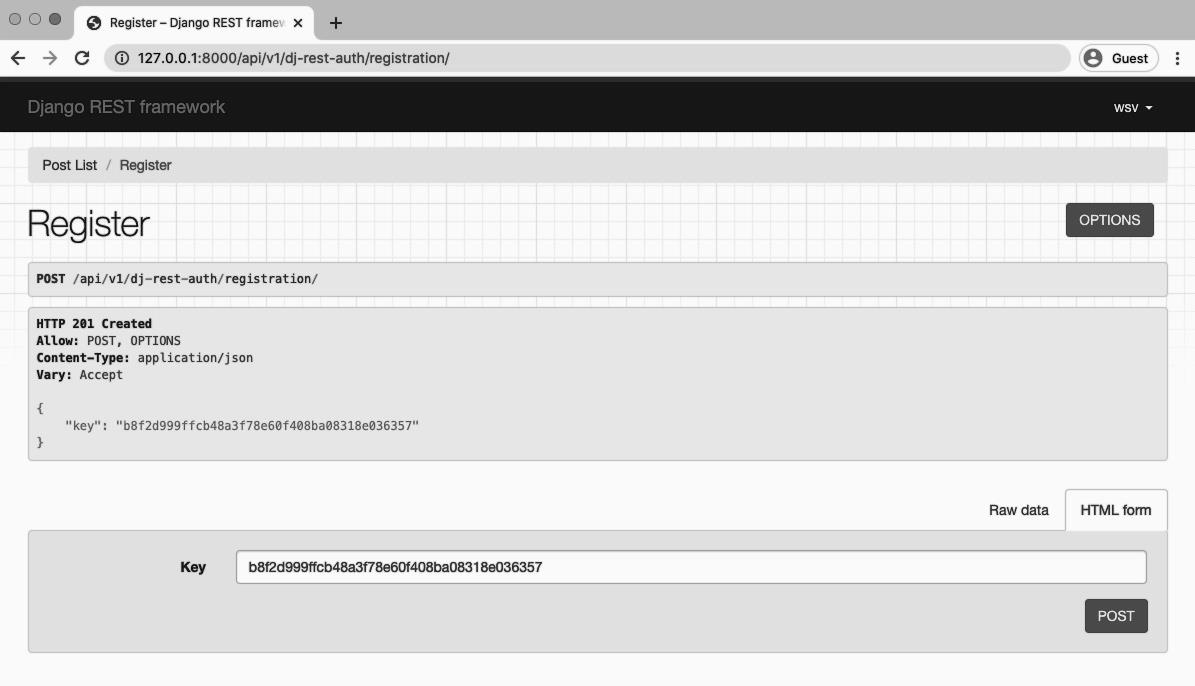 Register – Django REST framew
127.0.0.1:8000/api/v1/dj-rest-auth/registration/
Guest
Django REST framework
wsv
Post List / Register
Register
OPTIONS
POST /api/v1/dj-rest-auth/registration/
HTTP 201 Created
Allow: POST, OPTIONS
Content-Type: application/json
Vary: Accept
{
    "key": "b8f2d999ffcb48a3f78e60f408ba08318e036357"
}
Raw data
HTML form
Key
b8f2d999ffcb48a3f78e60f408ba08318e036357
POST